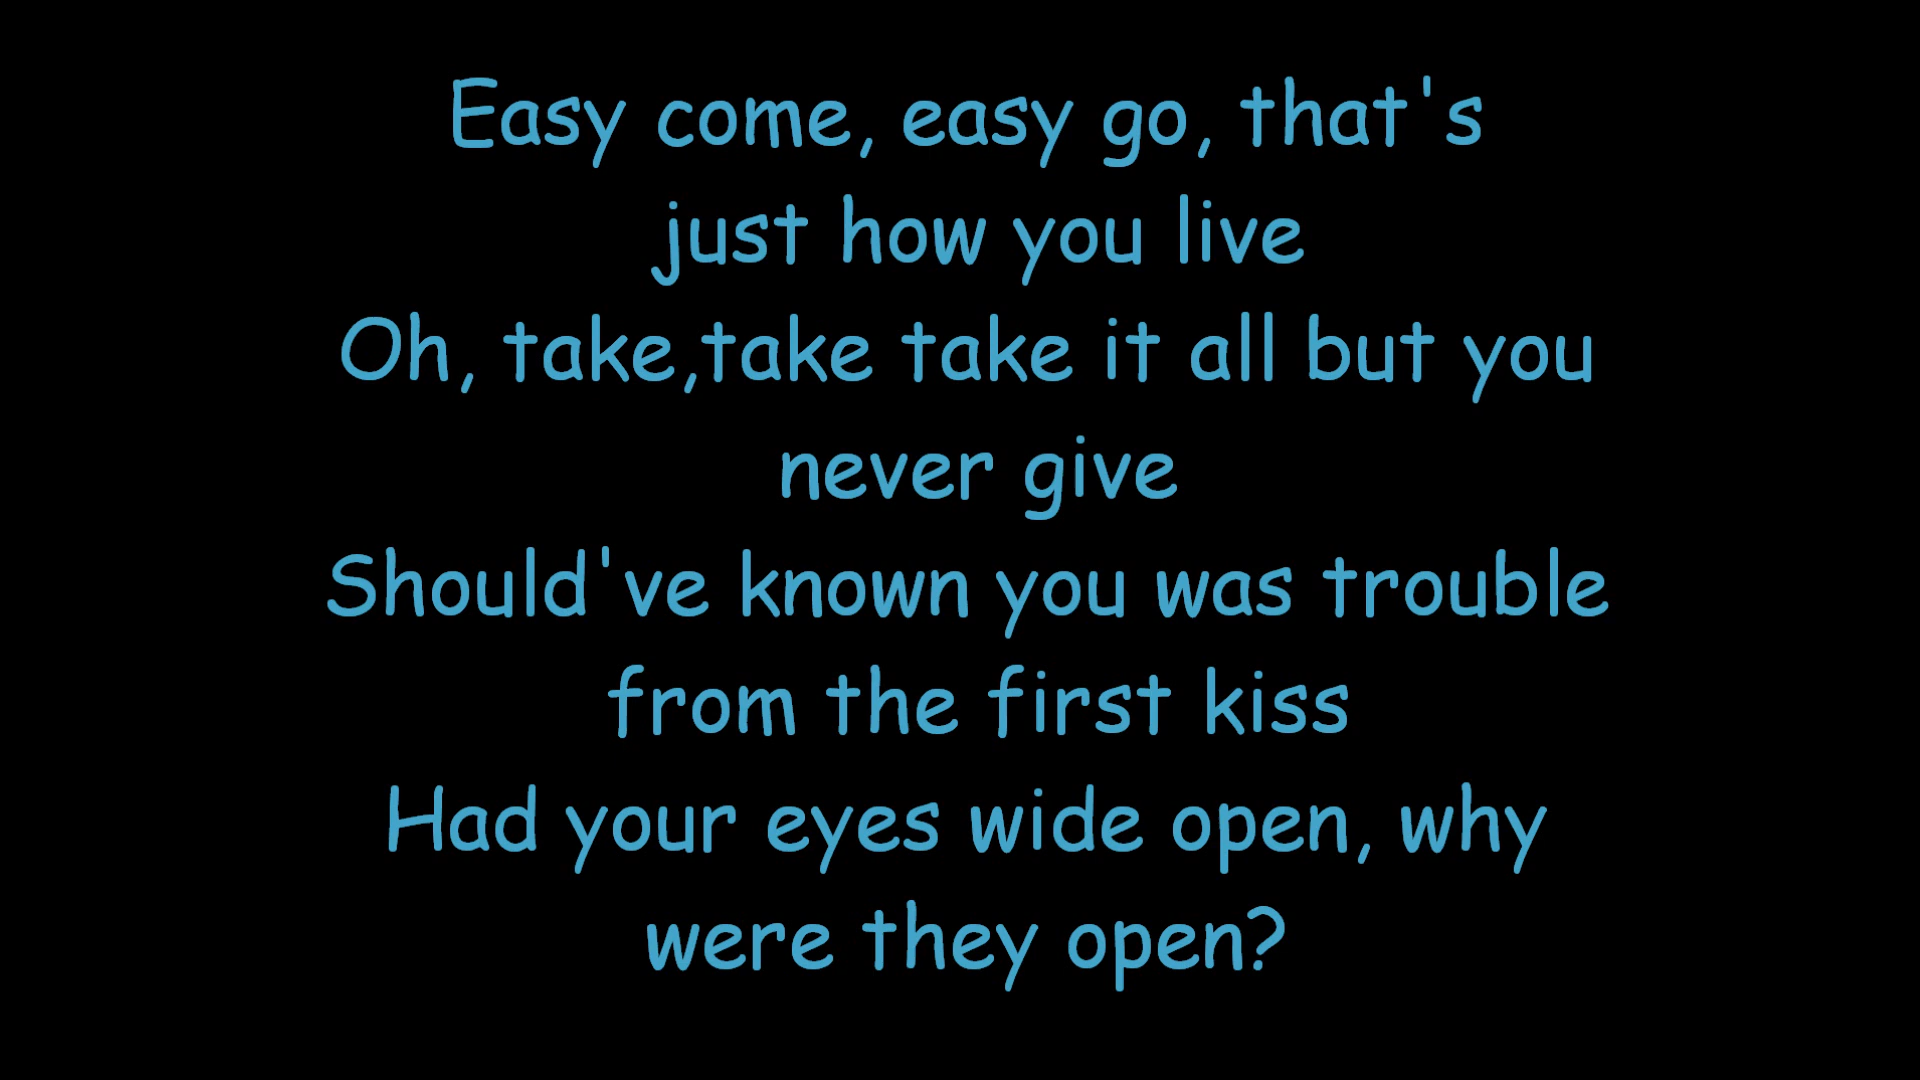 Easy come, easy go, that's
just how you live
Oh, take,take take it all but you
never give
Should've known you was trouble
from the first kiss
Had your eyes wide open, why
were they open?